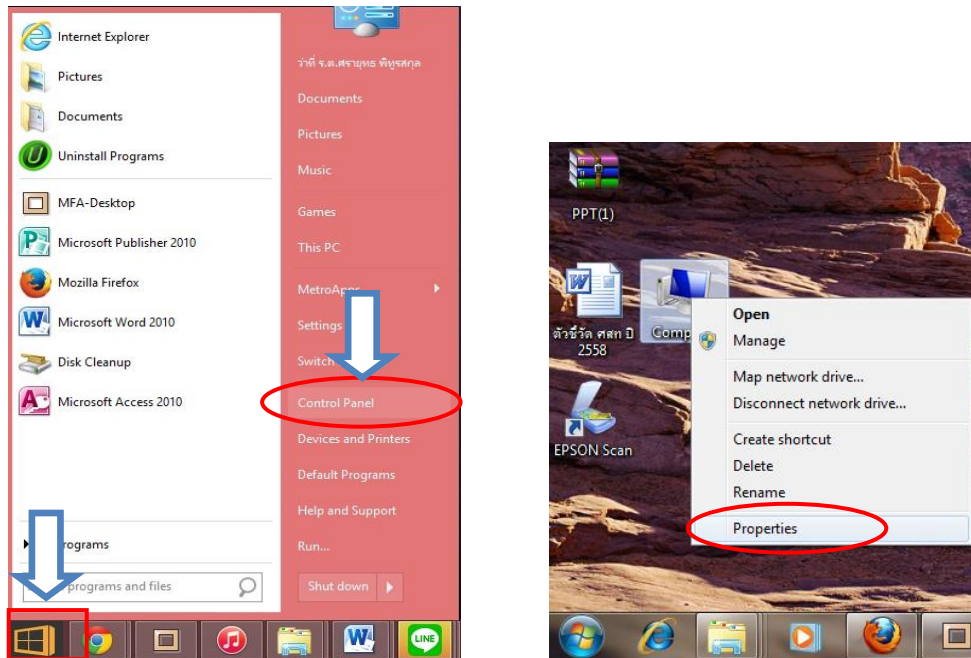 Internet Explorer
Pictures
Documents
Uninstall Programs
MFA-Desktop
Microsoft Publisher 2010
Mozilla Firefox
Microsoft Word 2010
Disk Cleanup
Microsoft Access 2010
rograms
programs and files
ว่าที่ ร.ต.ศรายุทธ พิทูรสกุล
Documents
Pictures
Music
Games
This PC
MetroApps
Settings
Switch
Control Panel
Devices and Printers
Default Programs
Help and Support
Run...
Shut down
LINE
PPT(1)
ตัวชี้วัด ศสท ปี
2558
Comp
EPSON Scan
Open
Manage
Map network drive...
Disconnect network drive...
Create shortcut
Delete
Rename
Properties